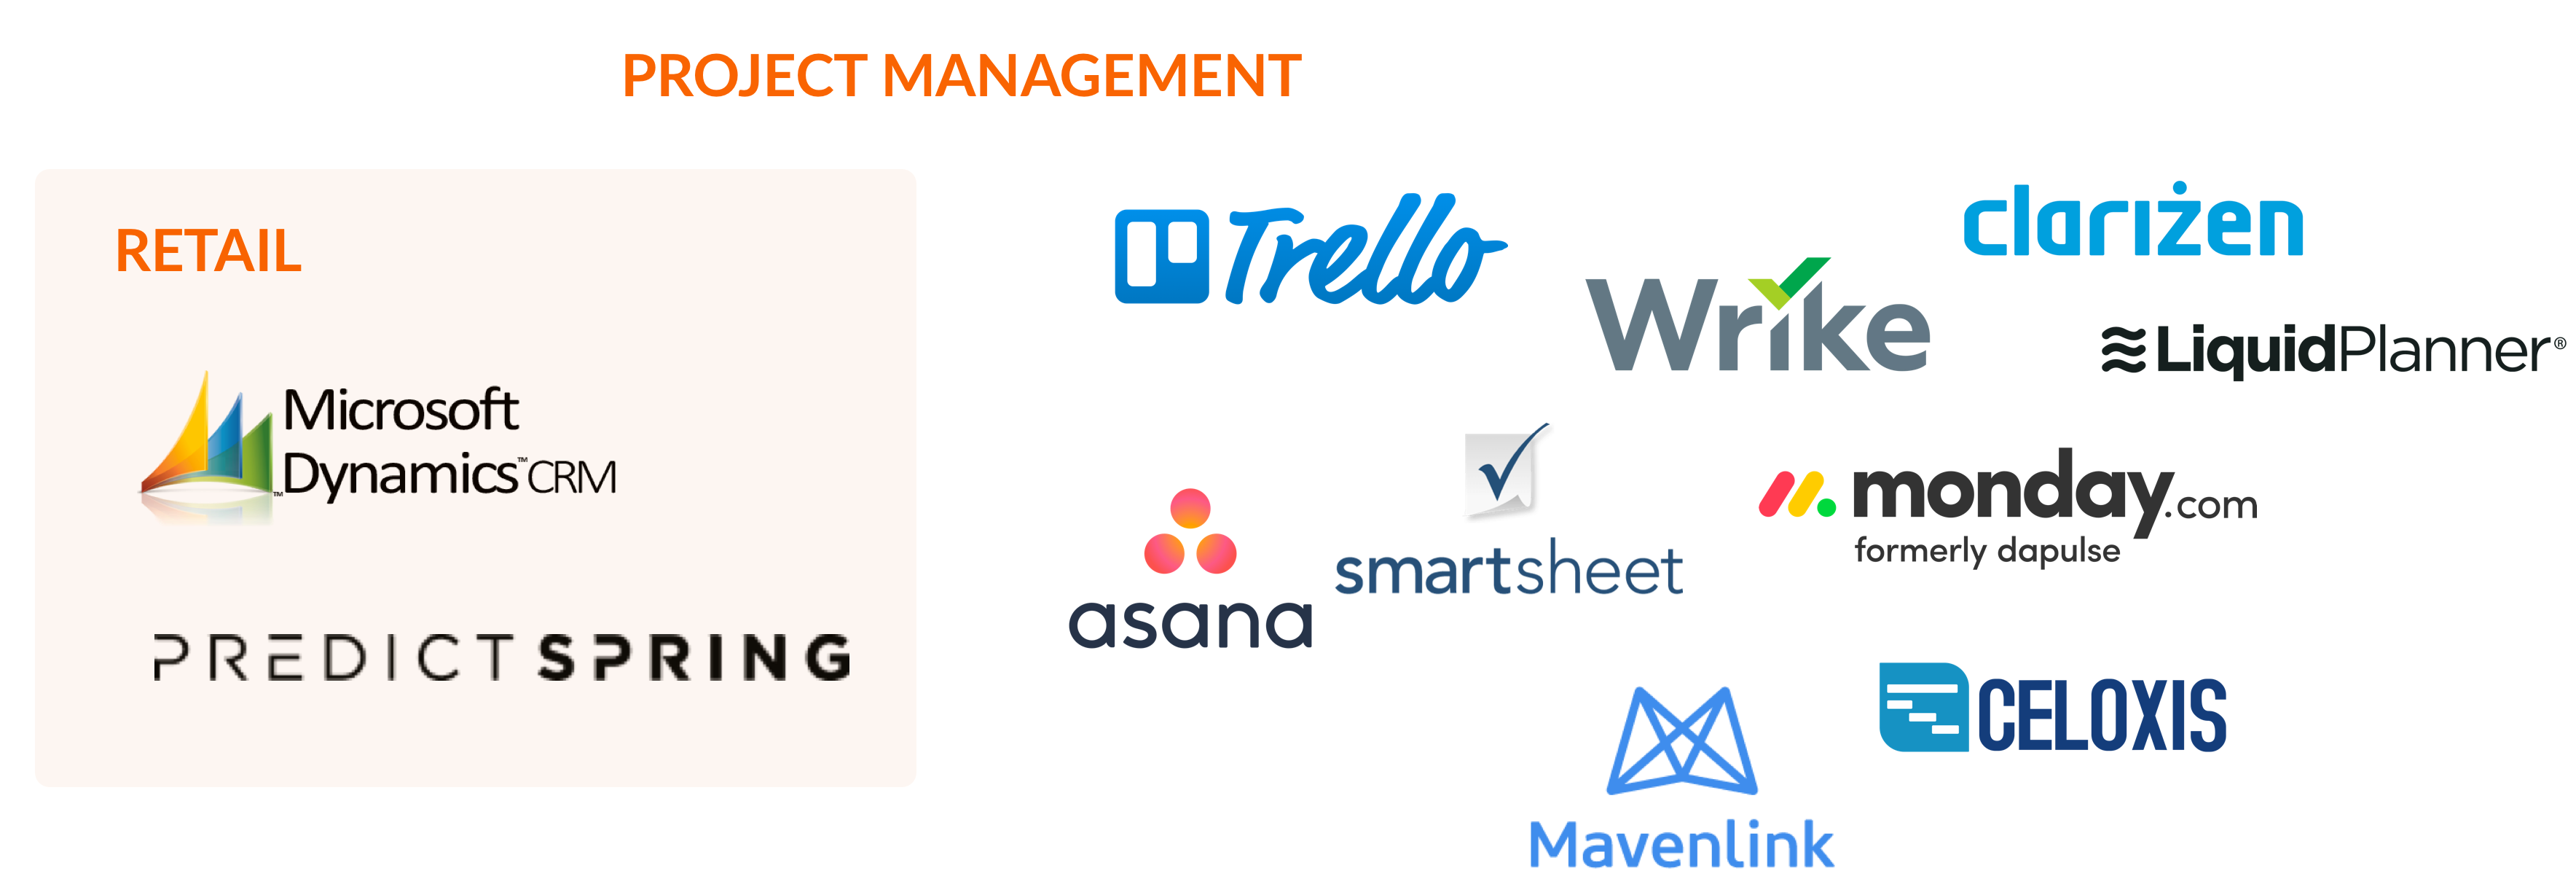 PROJECT MANAGEMENT
RETAIL
Microsoft
Dynamics™ CRM
™
PREDICTSPRING
Trello
clarizen
Wrike
LiquidPlanner®
smartsheet
monday.com
formerly dapulse
asana
CELOXIS
Mavenlink